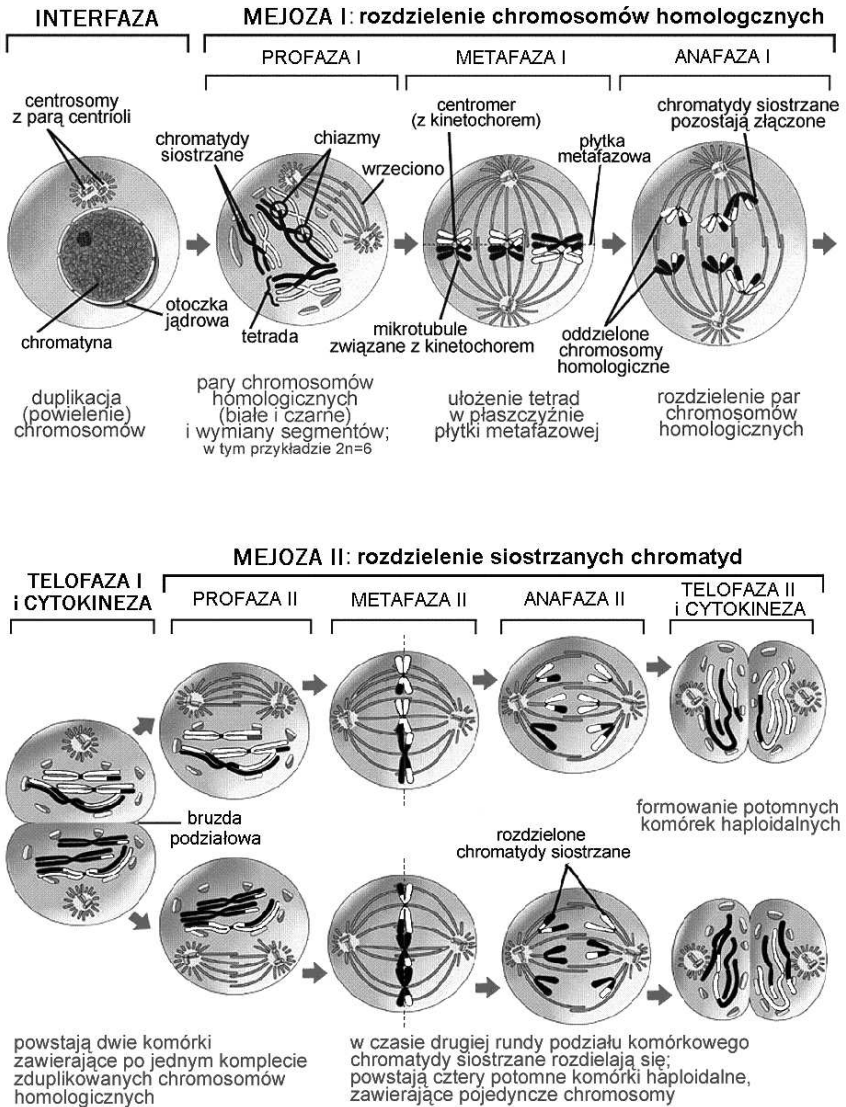 INTERFAZA
MEJOZA I: rozdzielenie chromosomów homologcznych
PROFAZA I
METAFAZA I
ANAFAZA I
centrosomy
z parą centrioli
chromatydy
siostrzane
chiazmy
wrzeciono
centromer
(z kinetochorem)
płytka
metafazowa
chromatydy siostrzane
pozostają złączone
otoczka
jądrowa
chromatyna
tetrada
mikrotubule
związane z kinetochorem
oddzielone
chromosomy
homologiczne
duplikacja
(powielenie)
chromosomów
pary chromosomów
homologicznych
(białe i czarne)
i wymiany segmentów;
w tym przykładzie 2n=6
ułożenie tetrad
w płaszczyźnie
płytki metafazowej
rozdzielenie par
chromosomów
homologicznych
TELOFAZA I
i CYTOKINEZA
MEJOZA II: rozdzielenie siostrzanych chromatyd
PROFAZA II
METAFAZA II
ANAFAZA II
TELOFAZA II
i CYTOKINEZA
bruzda
podziałowa
formowanie potomnych
komórek haploidalnych
rozdzielone
chromatydy siostrzane
powstają dwie komórki
zawierające po jednym komplecie
zduplikowanych chromosomów
homologicznych
w czasie drugiej rundy podziału komórkowego
chromatydy siostrzane rozdzielają się;
powstają cztery potomne komórki haploidalne,
zawierające pojedyncze chromosomy